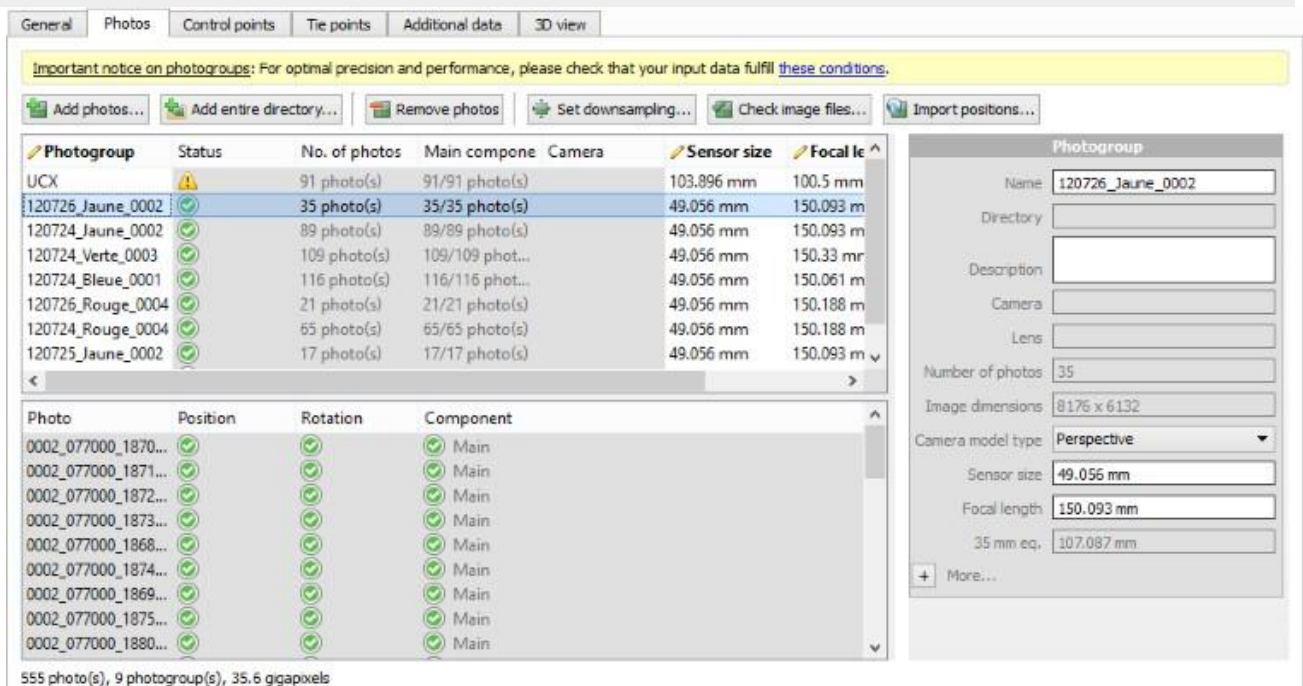 General Photos Control points Tie points Additional data 3D view
Important notice on photogroups: For optimal precision and performance, please check that your input data fulfill these conditions.
Add photos... Add entire directory... Remove photos Set downsampling... Check image files... Import positions...
Photogroup Status No. of photos Main compone Camera Sensor size Focal le
UCX 91 photo(s) 91/91 photo(s) 103.896 mm 100.5 mm
120726_Jaune_0002 35 photo(s) 35/35 photo(s) 49.056 mm 150.093 m
120724_Jaune_0002 89 photo(s) 89/89 photo(s) 49.056 mm 150.093 m
120724_Verte_0003 109 photo(s) 109/109 phot... 49.056 mm 150.33 mr
120724_Bleue_0001 116 photo(s) 116/116 phot... 49.056 mm 150.061 m
120726_Rouge_0004 21 photo(s) 21/21 photo(s) 49.056 mm 150.188 m
120724_Rouge_0004 65 photo(s) 65/65 photo(s) 49.056 mm 150.188 m
120725_Jaune_0002 17 photo(s) 17/17 photo(s) 49.056 mm 150.093 m
Photo Position Rotation Component
0002_077000_1870... Main
0002_077000_1871... Main
0002_077000_1872... Main
0002_077000_1873... Main
0002_077000_1868... Main
0002_077000_1874... Main
0002_077000_1869... Main
0002_077000_1875... Main
0002_077000_1880... Main
555 photo(s), 9 photogroup(s), 35.6 gigapixels
Photogroup
Name 120726_Jaune_0002
Directory
Description
Camera
Lens
Number of photos 35
Image dimensions 8176 x 6132
Camera model type Perspective
Sensor size 49.056 mm
Focal length 150.093 mm
35 mm eq. 107.087 mm
+ More...